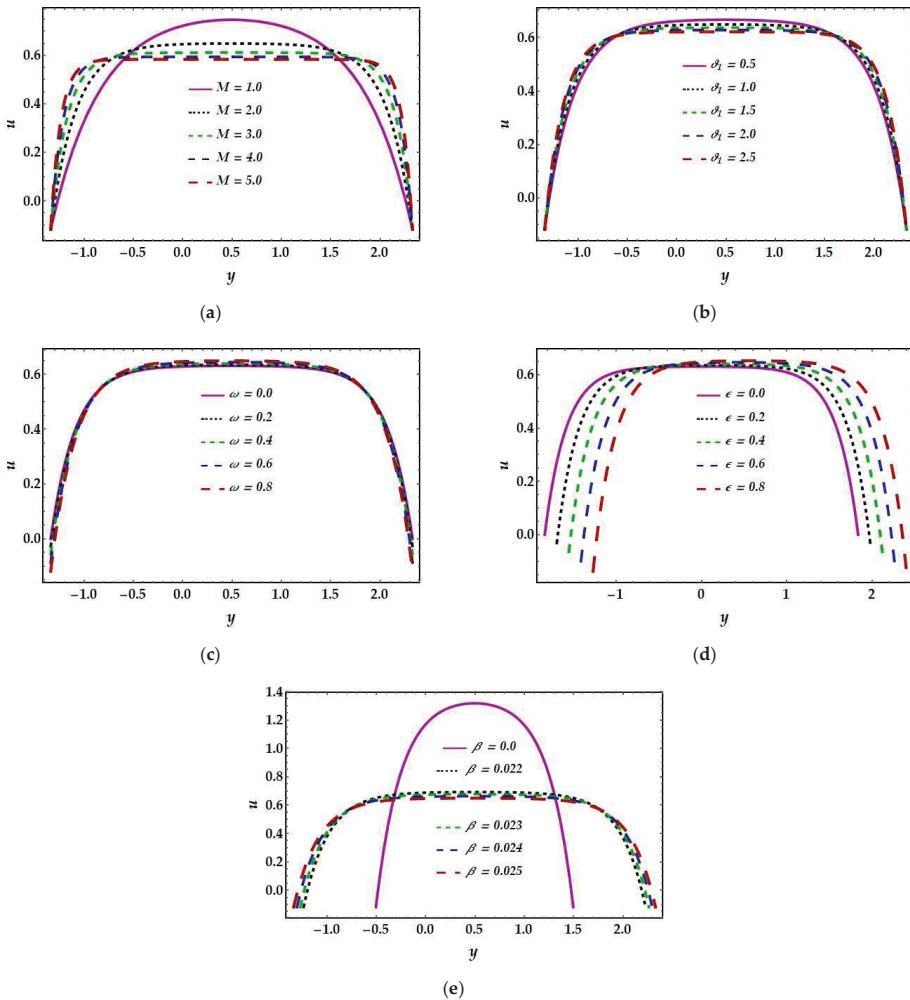 0.6
0.4
0.2
0.0
u
M = 1.0
M = 2.0
M = 3.0
M = 4.0
M = 5.0
−1.0 −0.5 0.0 0.5 1.0 1.5 2.0
y
(a)
0.6
0.4
0.2
0.0
u
𝜗₁ = 0.5
𝜗₁ = 1.0
𝜗₁ = 1.5
𝜗₁ = 2.0
𝜗₁ = 2.5
−1.0 −0.5 0.0 0.5 1.0 1.5 2.0
y
(b)
0.6
0.4
0.2
0.0
u
ω = 0.0
ω = 0.2
ω = 0.4
ω = 0.6
ω = 0.8
−1.0 −0.5 0.0 0.5 1.0 1.5 2.0
y
(c)
0.6
0.4
0.2
0.0
u
ϵ = 0.0
ϵ = 0.2
ϵ = 0.4
ϵ = 0.6
ϵ = 0.8
−1 0 1 2
y
(d)
1.4
1.2
1.0
0.8
0.6
0.4
0.2
0.0
u
β = 0.0
β = 0.022
β = 0.023
β = 0.024
β = 0.025
−1.0 −0.5 0.0 0.5 1.0 1.5 2.0
y
(e)